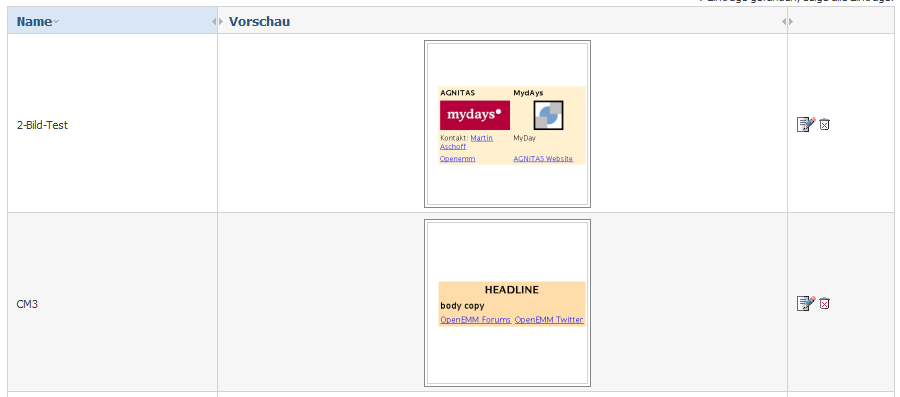 Name
Vorschau
2-Bild-Test
AGNITAS
MydAys
mydays
Kontakt: Martin
Aschoff
MyDay
Openemm
AGNITAS Website
CM3
HEADLINE
body copy
OpenEMM Forums OpenEMM Twitter